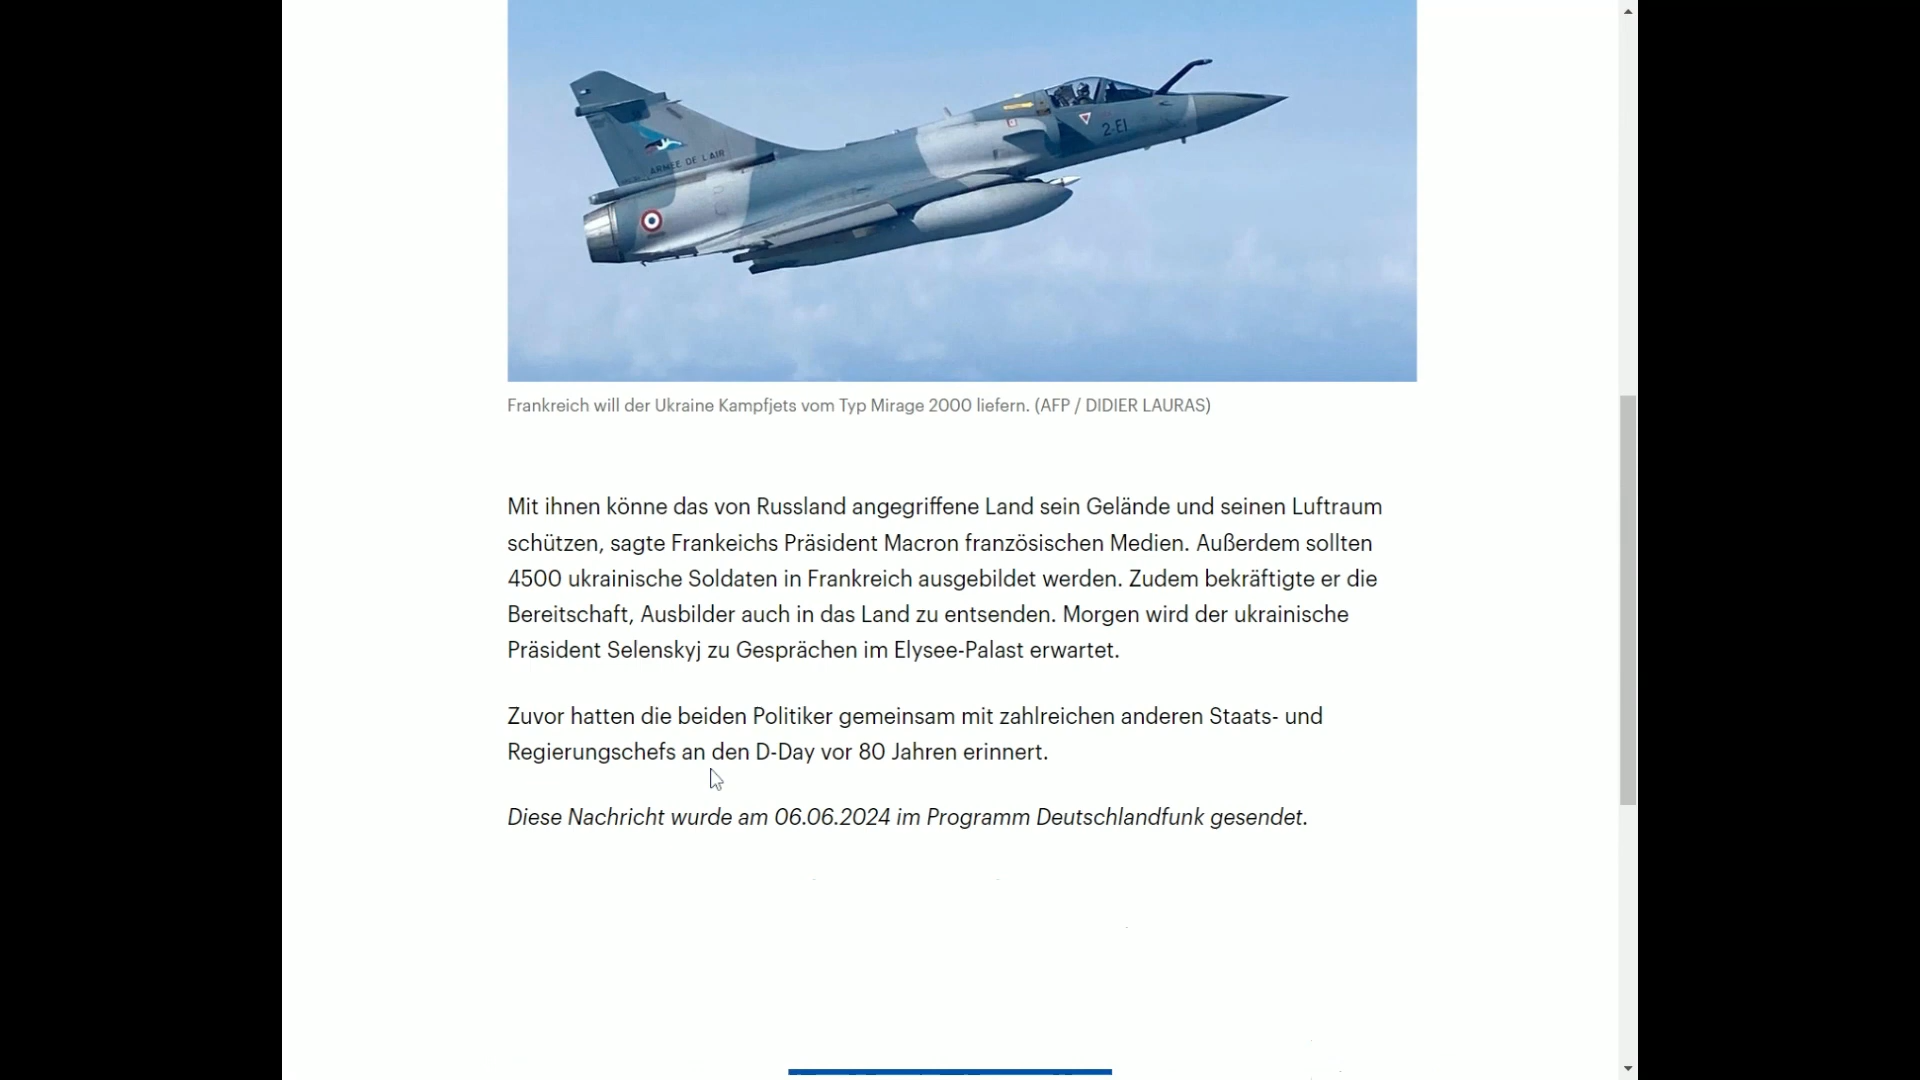 ARMEE DE L'AIR
2-EI
Frankreich will der Ukraine Kampfjets vom Typ Mirage 2000 liefern. (AFP / DIDIER LAURAS)
Mit ihnen könne das von Russland angegriffene Land sein Gelände und seinen Luftraum
schützen, sagte Frankeichs Präsident Macron französischen Medien. Außerdem sollten
4500 ukrainische Soldaten in Frankreich ausgebildet werden. Zudem bekräftigte er die
Bereitschaft, Ausbilder auch in das Land zu entsenden. Morgen wird der ukrainische
Präsident Selenskyj zu Gesprächen im Elysee-Palast erwartet.
Zuvor hatten die beiden Politiker gemeinsam mit zahlreichen anderen Staats- und
Regierungschefs an den D-Day vor 80 Jahren erinnert.
Diese Nachricht wurde am 06.06.2024 im Programm Deutschlandfunk gesendet.